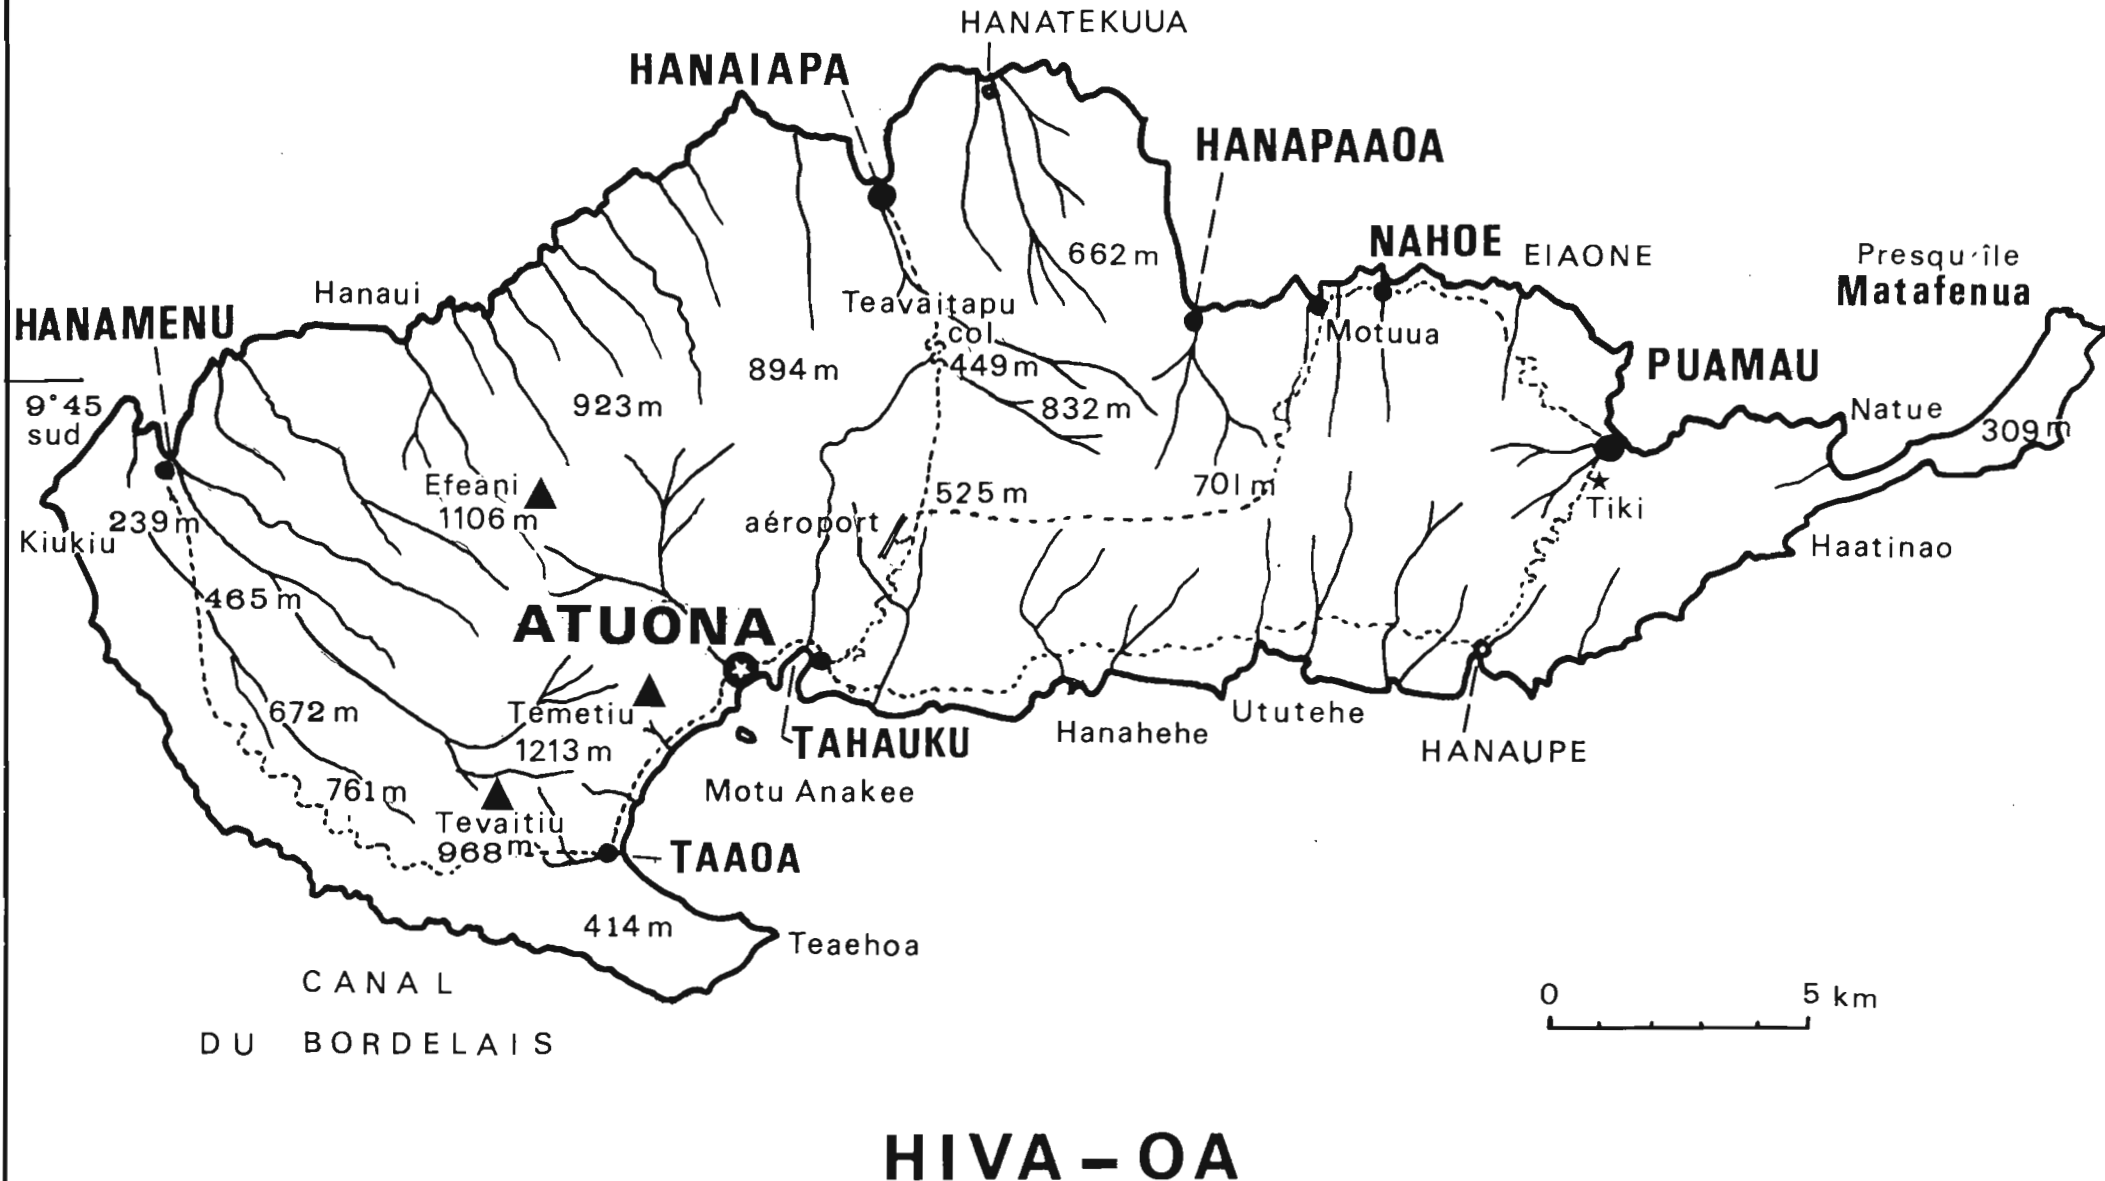 HANATEKUUA
HANAIAPA
HANAPAAOA
NAHOE
EIAONE
Presqu'île
Matafenua
662 m
Hanaui
HANAMENU
Teavaitapu
col
449 m
Motuua
PUAMAU
894 m
9°45
sud
923 m
832 m
Natue
309 m
Efeani
1106 m
525 m
701 m
Tiki
239 m
Kiukiu
aéroport
Haatinao
465 m
ATUONA
672 m
Temetiu
1213 m
TAHAUKU
Hanahehe
Ututehe
HANAUPE
761 m
Motu Anakee
Tevaitiu
968 m
TAAOA
414 m
Teaehoa
CANAL
DU BORDELAIS
0 5 km
HIVA-OA